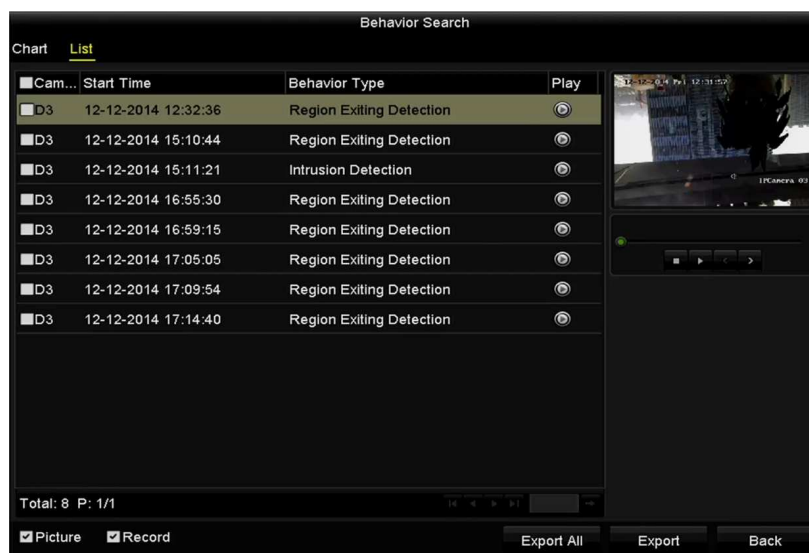 Behavior Search
Chart List
Cam... Start Time Behavior Type Play
D3 12-12-2014 12:32:36 Region Exiting Detection
D3 12-12-2014 15:10:44 Region Exiting Detection
D3 12-12-2014 15:11:21 Intrusion Detection
D3 12-12-2014 16:55:30 Region Exiting Detection
D3 12-12-2014 16:59:15 Region Exiting Detection
D3 12-12-2014 17:05:05 Region Exiting Detection
D3 12-12-2014 17:09:54 Region Exiting Detection
D3 12-12-2014 17:14:40 Region Exiting Detection
12:31:57
IPCamera 03
Total: 8 P: 1/1
Picture Record Export All Export Back